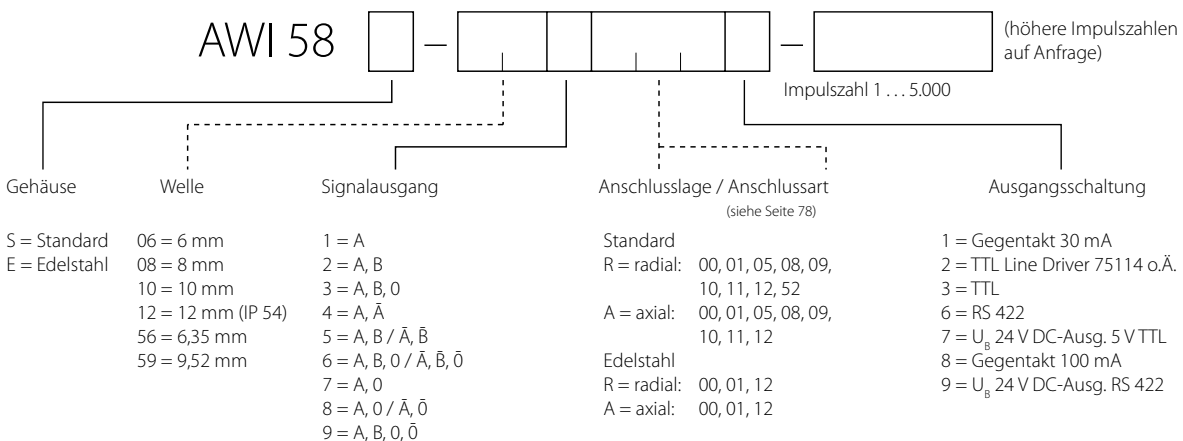 AWI 58 – – (höhere Impulszahlen
auf Anfrage)
Impulszahl 1 . . . 5.000
Gehäuse
S = Standard
E = Edelstahl
Welle
06 = 6 mm
08 = 8 mm
10 = 10 mm
12 = 12 mm (IP 54)
56 = 6,35 mm
59 = 9,52 mm
Signalausgang
1 = A
2 = A, B
3 = A, B, 0
4 = A, Ā
5 = A, B / Ā, B̄
6 = A, B, 0 / Ā, B̄, 0̄
7 = A, 0
8 = A, 0 / Ā, 0̄
9 = A, B, 0, 0̄
Anschlusslage / Anschlussart
(siehe Seite 78)
Standard
R = radial: 00, 01, 05, 08, 09,
10, 11, 12, 52
A = axial: 00, 01, 05, 08, 09,
10, 11, 12
Edelstahl
R = radial: 00, 01, 12
A = axial: 00, 01, 12
Ausgangsschaltung
1 = Gegentakt 30 mA
2 = TTL Line Driver 75114 o.Ä.
3 = TTL
6 = RS 422
7 = U_B 24 V DC-Ausg. 5 V TTL
8 = Gegentakt 100 mA
9 = U_B 24 V DC-Ausg. RS 422